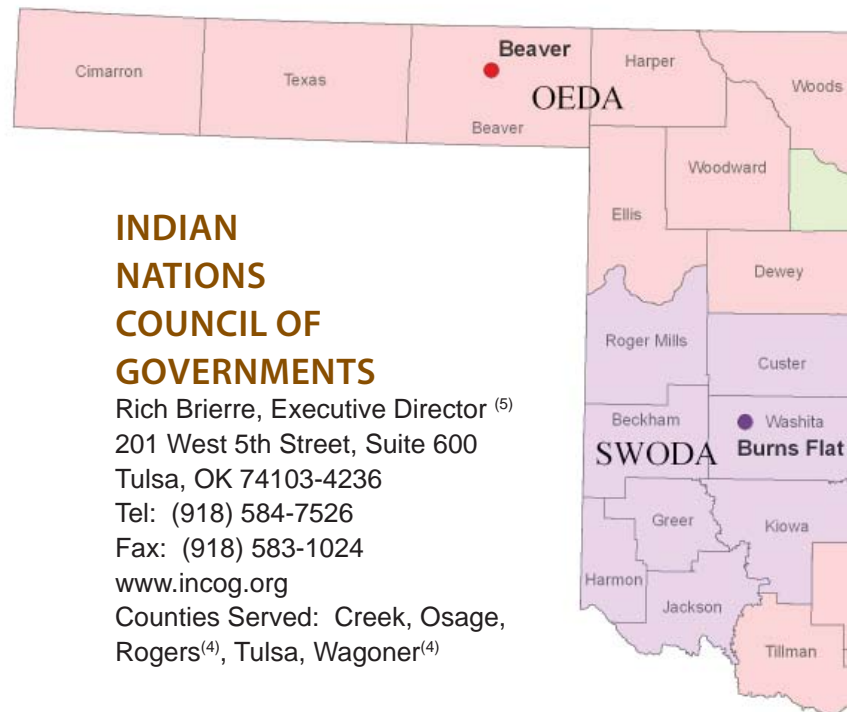 Cimarron
Texas
Beaver
OEDA
Beaver
Harper
Woods
Woodward
Ellis
Dewey
INDIAN
NATIONS
COUNCIL OF
GOVERNMENTS
Rich Brierre, Executive Director (5)
201 West 5th Street, Suite 600
Tulsa, OK 74103-4236
Tel: (918) 584-7526
Fax: (918) 583-1024
www.incog.org
Counties Served: Creek, Osage,
Rogers(4), Tulsa, Wagoner(4)
Roger Mills
Custer
Beckham
Washita
SWODA
Burns Flat
Greer
Kiowa
Harmon
Jackson
Tillman